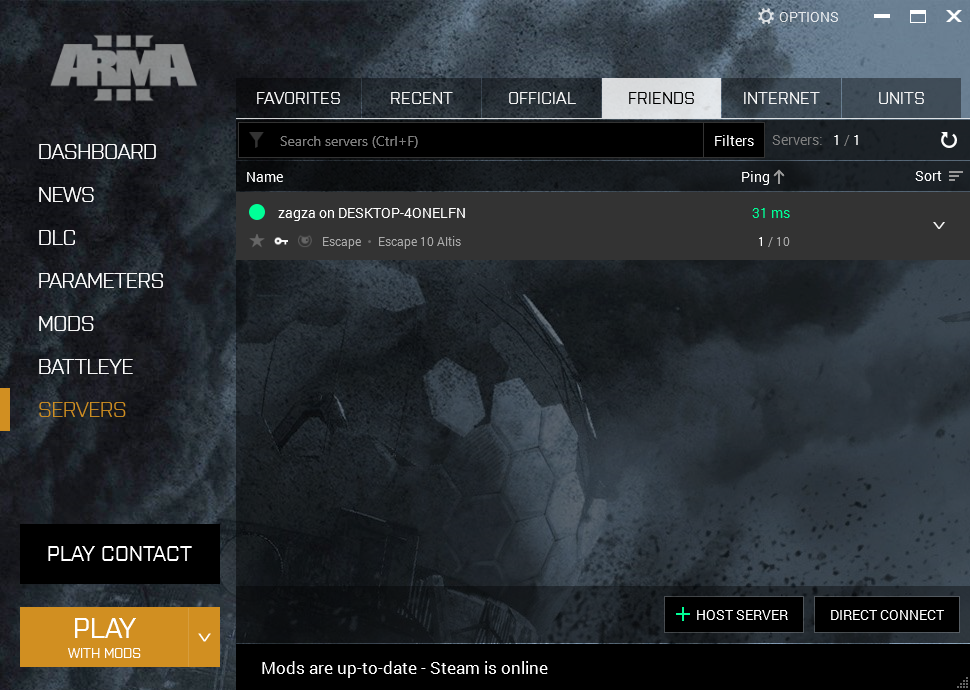 OPTIONS
ARMA III
FAVORITES RECENT OFFICIAL FRIENDS INTERNET UNITS
Search servers (Ctrl+F) Filters Servers: 1 / 1
Name Ping Sort
zagza on DESKTOP-4ONELFN 31 ms
Escape • Escape 10 Altis 1 / 10
DASHBOARD
NEWS
DLC
PARAMETERS
MODS
BATTLEYE
SERVERS
PLAY CONTACT
PLAY
WITH MODS
HOST SERVER DIRECT CONNECT
Mods are up-to-date - Steam is online